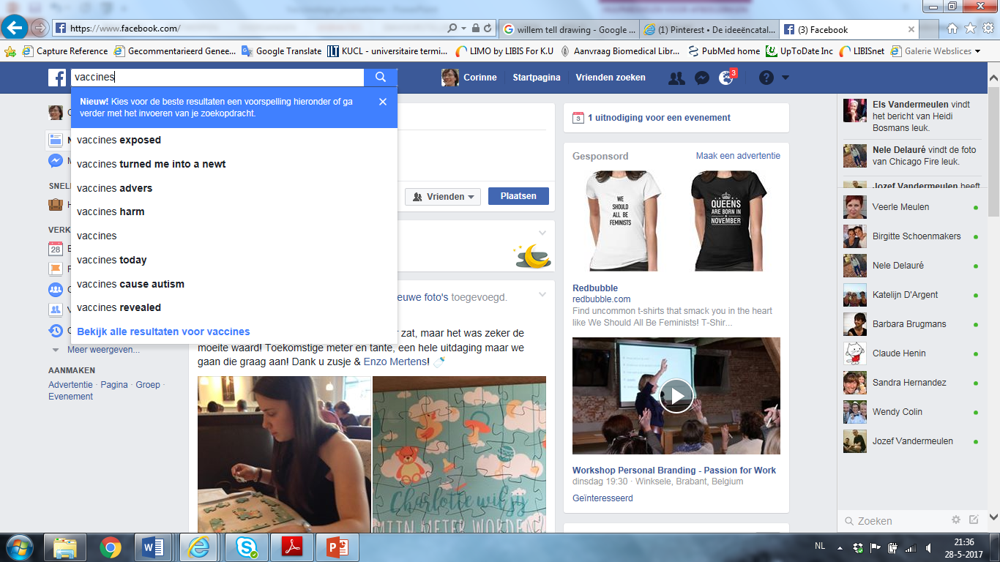 https://www.facebook.com/
willem tell drawing - Google ...
(1) Pinterest • De ideeëncatal...
(3) Facebook
Capture Reference
Gecommentarieerd Genee...
Google Translate
KUCL - universitaire termi...
LIMO by LIBIS for K.U
Aanvraag Biomedical Libr...
PubMed home
UpToDate Inc
LIBISnet
Galerie Webslices
vaccines
Corinne
Startpagina
Vrienden zoeken
3
Nieuw! Kies voor de beste resultaten een voorspelling hieronder of ga
verder met het invoeren van je zoekopdracht.
vaccines exposed
vaccines turned me into a newt
vaccines advers
vaccines harm
vaccines
vaccines today
vaccines cause autism
vaccines revealed
Bekijk alle resultaten voor vaccines
SNEL
VERK
28
Meer weergeven...
AANMAKEN
Advertentie · Pagina · Groep ·
Evenement
Vrienden
Plaatsen
euwe foto's toegevoegd.
zat, maar het was zeker de
moeite waard! Toekomstige meter en tante, een hele uitdaging maar we
gaan die graag aan! Dank u zusje & Enzo Mertens!
Charlotte wil jij
MIJN METER WORDEN
3
1 uitnodiging voor een evenement
Gesponsord
Maak een advertentie
WE
SHOULD
ALL BE
FEMINISTS
QUEENS
ARE BORN IN
NOVEMBER
Redbubble
redbubble.com
Find uncommon t-shirts that smack you in the heart
like We Should All Be Feminists! T-Shir...
Workshop Personal Branding - Passion for Work
dinsdag 19:30 · Winksele, Brabant, Belgium
Geïnteresseerd
Els Vandermeulen vindt
het bericht van Heidi
Bosmans leuk.
Nele Delauré vindt de foto
van Chicago Fire leuk.
Jozef Vandermeulen heeft
Veerle Meulen
Birgitte Schoenmakers
Nele Delauré
Katelijn D'Argent
Barbara Brugmans
Claude Henin
Sandra Hernandez
Wendy Colin
Jozef Vandermeulen
Zoeken
NL
21:36
28-5-2017